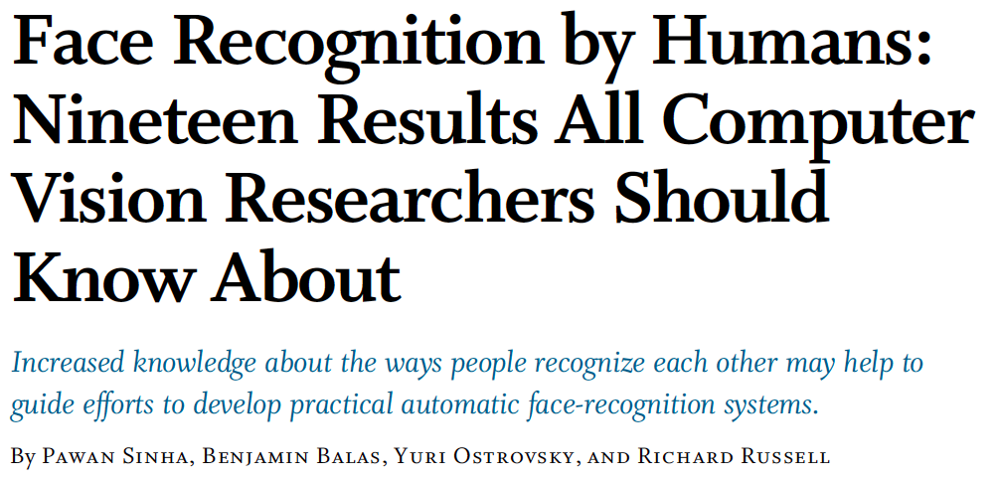 Face Recognition by Humans:
Nineteen Results All Computer
Vision Researchers Should
Know About
Increased knowledge about the ways people recognize each other may help to
guide efforts to develop practical automatic face-recognition systems.
By Pawan Sinha, Benjamin Balas, Yuri Ostrovsky, and Richard Russell